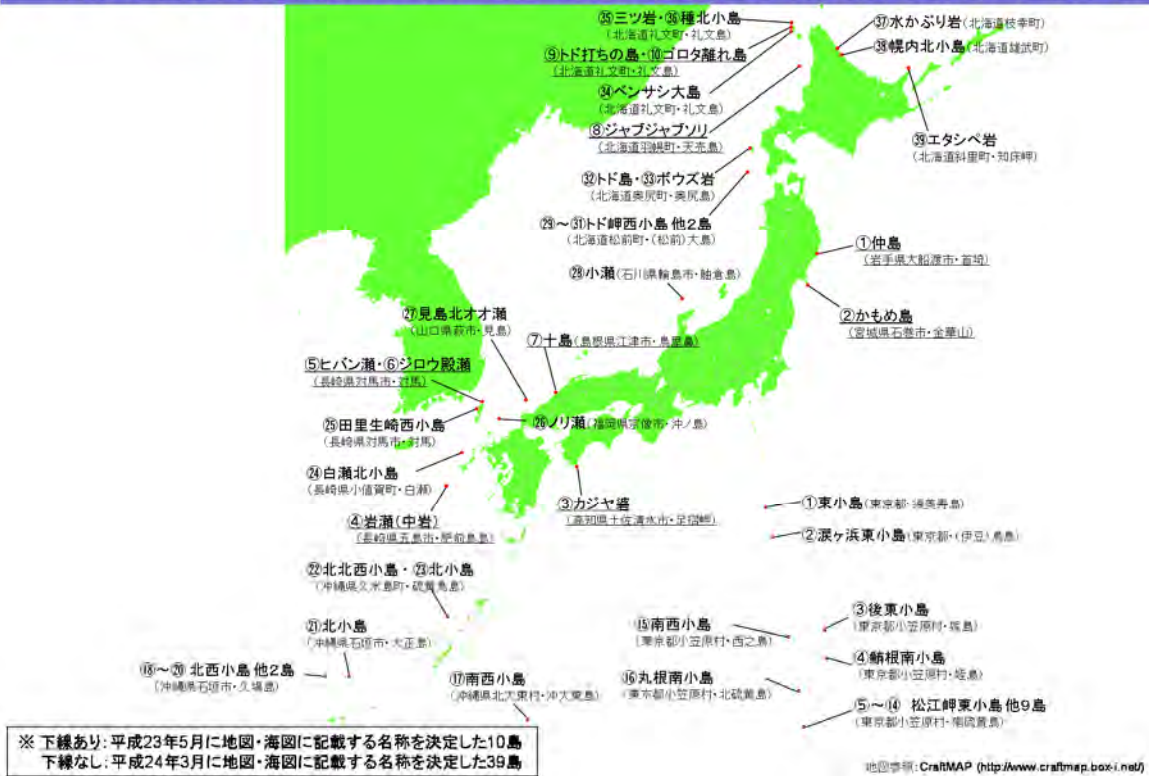 ㉟三ツ岩・㊱種北小島
(北海道礼文町・礼文島)
㊲水かぶり岩(北海道枝幸町)
㊳幌内北小島(北海道雄武町)
⑨トド打ちの島・⑩ゴロタ離れ島
(北海道礼文町・礼文島)
㉞ペンサシ大島
(北海道礼文町・礼文島)
⑧ジャブジャブソリ
(北海道羽幌町・天売島)
㊴エタシペ岩
(北海道斜里町・知床岬)
㉜トド島・㉝ボウズ岩
(北海道奥尻町・奥尻島)
㉙～㉛トド岬西小島 他2島
(北海道松前町・(松前)大島)
①仲島
(岩手県大船渡市・首埼)
㉘小瀬(石川県輪島市・舳倉島)
②かもめ島
(宮城県石巻市・金華山)
㉗見島北オオ瀬
(山口県萩市・見島)
⑦十島(島根県江津市・鳥屋鼻)
⑤ヒバン瀬・⑥ジロウ殿瀬
(長崎県対馬市・対馬)
㉕田里生崎西小島
(長崎県対馬市・対馬)
㉖ノリ瀬(福岡県宗像市・沖ノ島)
㉔白瀬北小島
(長崎県小値賀町・白瀬)
③カジヤ碆
(高知県土佐清水市・足摺岬)
①東小島(東京都・須美寿島)
④岩瀬(中岩)
(長崎県五島市・肥前鳥島)
②涙ヶ浜東小島(東京都・(伊豆)鳥島)
㉒北北西小島・㉓北小島
(沖縄県久米島町・硫黄鳥島)
③後東小島
(東京都小笠原村・媒島)
㉑北小島
(沖縄県石垣市・大正島)
⑮南西小島
(東京都小笠原村・西之島)
④鮹根南小島
(東京都小笠原村・姪島)
⑱～⑳ 北西小島 他2島
(沖縄県石垣市・久場島)
⑰南西小島
(沖縄県北大東村・沖大東島)
⑯丸根南小島
(東京都小笠原村・北硫黄島)
⑤～⑭ 松江岬東小島他9島
(東京都小笠原村・南硫黄島)
※ 下線あり：平成23年5月に地図・海図に記載する名称を決定した10島
下線なし：平成24年3月に地図・海図に記載する名称を決定した39島
地図参照：CraftMAP (http://www.craftmap.box-i.net/)